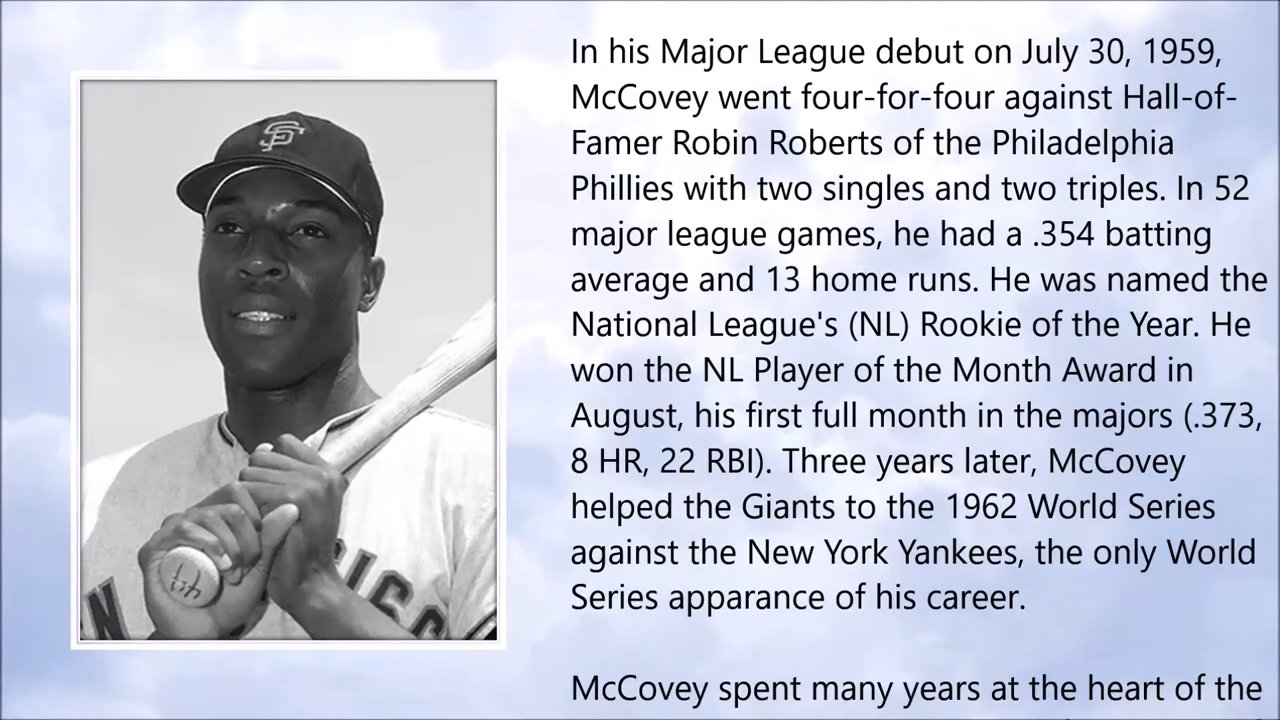 SF
44
N
CISC
In his Major League debut on July 30, 1959,
McCovey went four-for-four against Hall-of-
Famer Robin Roberts of the Philadelphia
Phillies with two singles and two triples. In 52
major league games, he had a .354 batting
average and 13 home runs. He was named the
National League's (NL) Rookie of the Year. He
won the NL Player of the Month Award in
August, his first full month in the majors (.373,
8 HR, 22 RBI). Three years later, McCovey
helped the Giants to the 1962 World Series
against the New York Yankees, the only World
Series apparance of his career.
McCovey spent many years at the heart of the